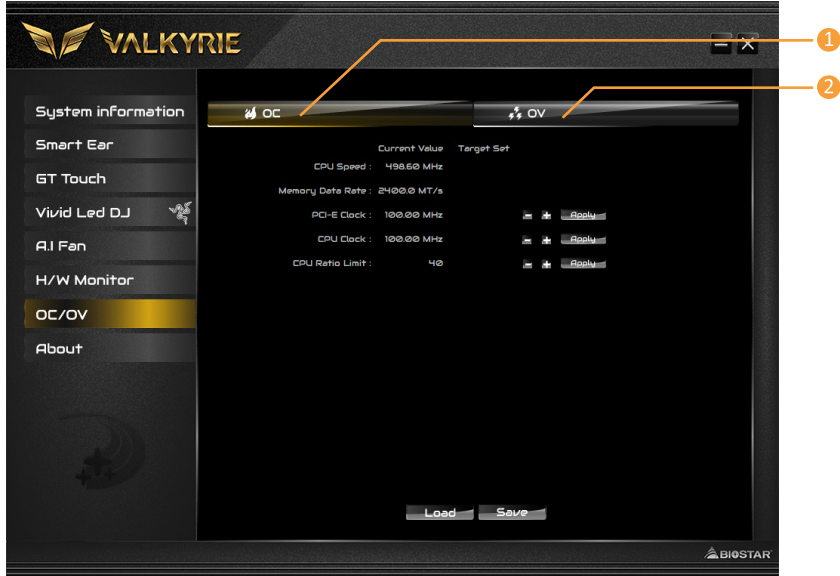 VALKYRIE
1
2
System information
Smart Ear
GT Touch
Vivid Led DJ
A.I Fan
H/W Monitor
OC/OV
About
OC
OV
Current Value Target Set
CPU Speed : 498.60 MHz
Memory Data Rate : 2400.0 MT/s
PCI-E Clock : 100.00 MHz - + Apply
CPU Clock : 100.00 MHz - + Apply
CPU Ratio Limit : 40 - + Apply
Load Save
BIOSTAR